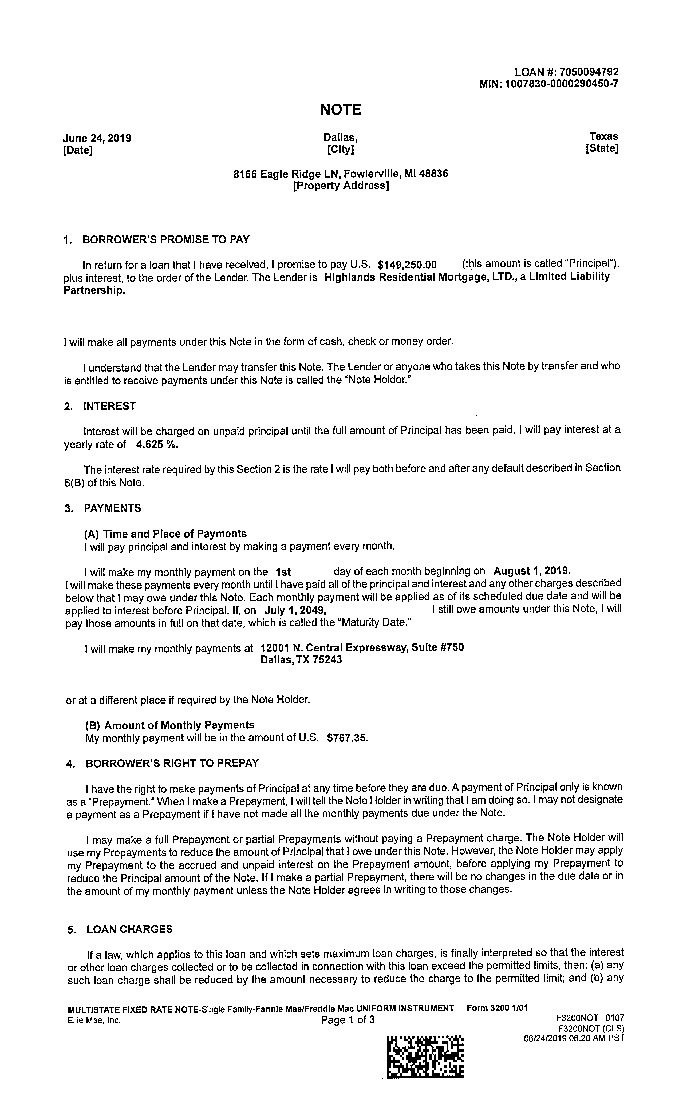 LOAN #: 7050094792
MIN: 1007830-0000290450-7
NOTE
June 24, 2019 Dallas, Texas
[Date] [City] [State]
8166 Eagle Ridge LN, Fowlerville, MI 48836
[Property Address]
1. BORROWER'S PROMISE TO PAY
In return for a loan that I have received, I promise to pay U.S. $149,250.00 (this amount is called "Principal"),
plus interest, to the order of the Lender. The Lender is Highlands Residential Mortgage, LTD., a Limited Liability
Partnership.
I will make all payments under this Note in the form of cash, check or money order.
I understand that the Lender may transfer this Note. The Lender or anyone who takes this Note by transfer and who
is entitled to receive payments under this Note is called the "Note Holder."
2. INTEREST
Interest will be charged on unpaid principal until the full amount of Principal has been paid. I will pay interest at a
yearly rate of 4.625 %.
The interest rate required by this Section 2 is the rate I will pay both before and after any default described in Section
6(B) of this Note.
3. PAYMENTS
(A) Time and Place of Payments
I will pay principal and interest by making a payment every month.
I will make my monthly payment on the 1st day of each month beginning on August 1, 2019.
I will make these payments every month until I have paid all of the principal and interest and any other charges described
below that I may owe under this Note. Each monthly payment will be applied as of its scheduled due date and will be
applied to interest before Principal. If, on July 1, 2049, I still owe amounts under this Note, I will
pay those amounts in full on that date, which is called the "Maturity Date."
I will make my monthly payments at 12001 N. Central Expressway, Suite #750
Dallas, TX 75243
or at a different place if required by the Note Holder.
(B) Amount of Monthly Payments
My monthly payment will be in the amount of U.S. $767.35.
4. BORROWER'S RIGHT TO PREPAY
I have the right to make payments of Principal at any time before they are due. A payment of Principal only is known
as a "Prepayment." When I make a Prepayment, I will tell the Note Holder in writing that I am doing so. I may not designate
a payment as a Prepayment if I have not made all the monthly payments due under the Note.
I may make a full Prepayment or partial Prepayments without paying a Prepayment charge. The Note Holder will
use my Prepayments to reduce the amount of Principal that I owe under this Note. However, the Note Holder may apply
my Prepayment to the accrued and unpaid interest on the Prepayment amount, before applying my Prepayment to
reduce the Principal amount of the Note. If I make a partial Prepayment, there will be no changes in the due date or in
the amount of my monthly payment unless the Note Holder agrees in writing to those changes.
5. LOAN CHARGES
If a law, which applies to this loan and which sets maximum loan charges, is finally interpreted so that the interest
or other loan charges collected or to be collected in connection with this loan exceed the permitted limits, then: (a) any
such loan charge shall be reduced by the amount necessary to reduce the charge to the permitted limit; and (b) any
MULTISTATE FIXED RATE NOTE-Single Family-Fannie Mae/Freddie Mac UNIFORM INSTRUMENT Form 3200 1/01
Ellie Mae, Inc. Page 1 of 3 F3200NOT 0107
F3200NOT (CLS)
06/24/2019 06:20 AM PST